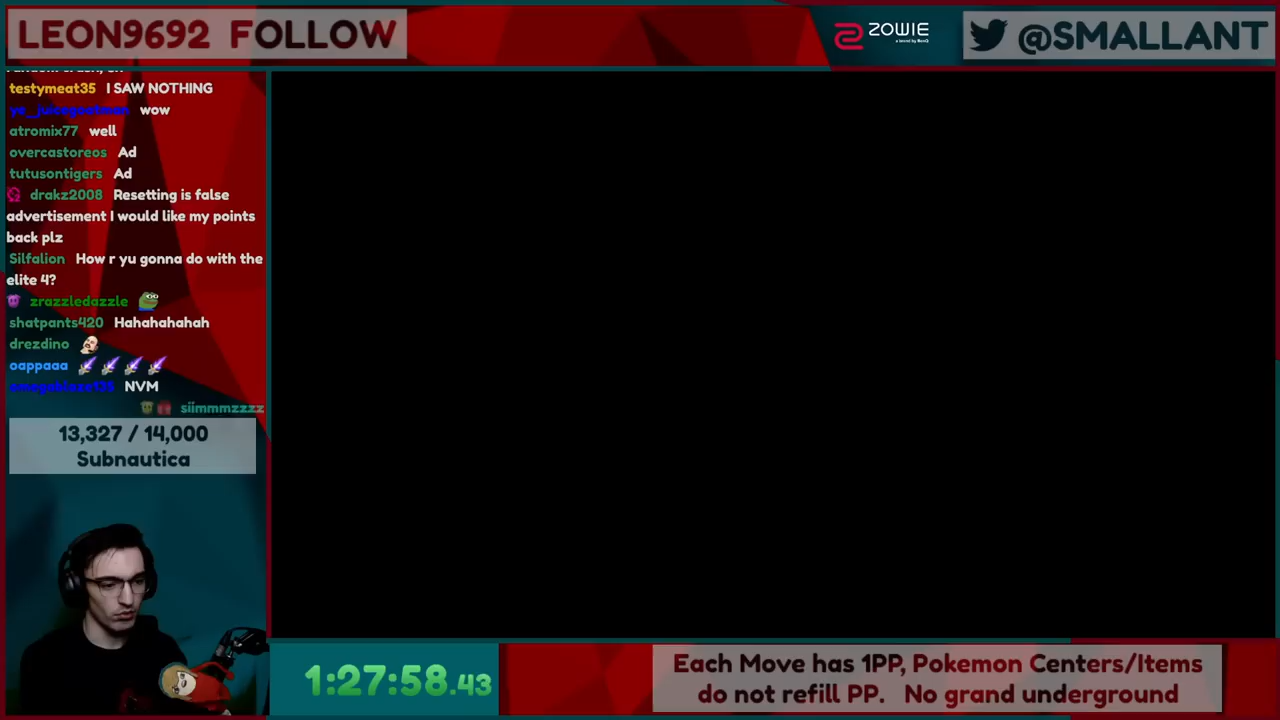 LEON9692 FOLLOW
ZOWIE
@SMALLANT
testymeat35 I SAW NOTHING
wow
atromix77 well
overcastoreos Ad
tutusontigers Ad
drakz2008 Resetting is false
advertisement I would like my points
back plz
Silfalion How r yu gonna do with the
elite 4?
zrazzledazzle
shatpants420 Hahahahahah
drezdino
oappaaa
NVM
siimmmzzzz
13,327 / 14,000
Subnautica
1:27:58.43
Each Move has 1PP, Pokemon Centers/Items
do not refill PP. No grand underground